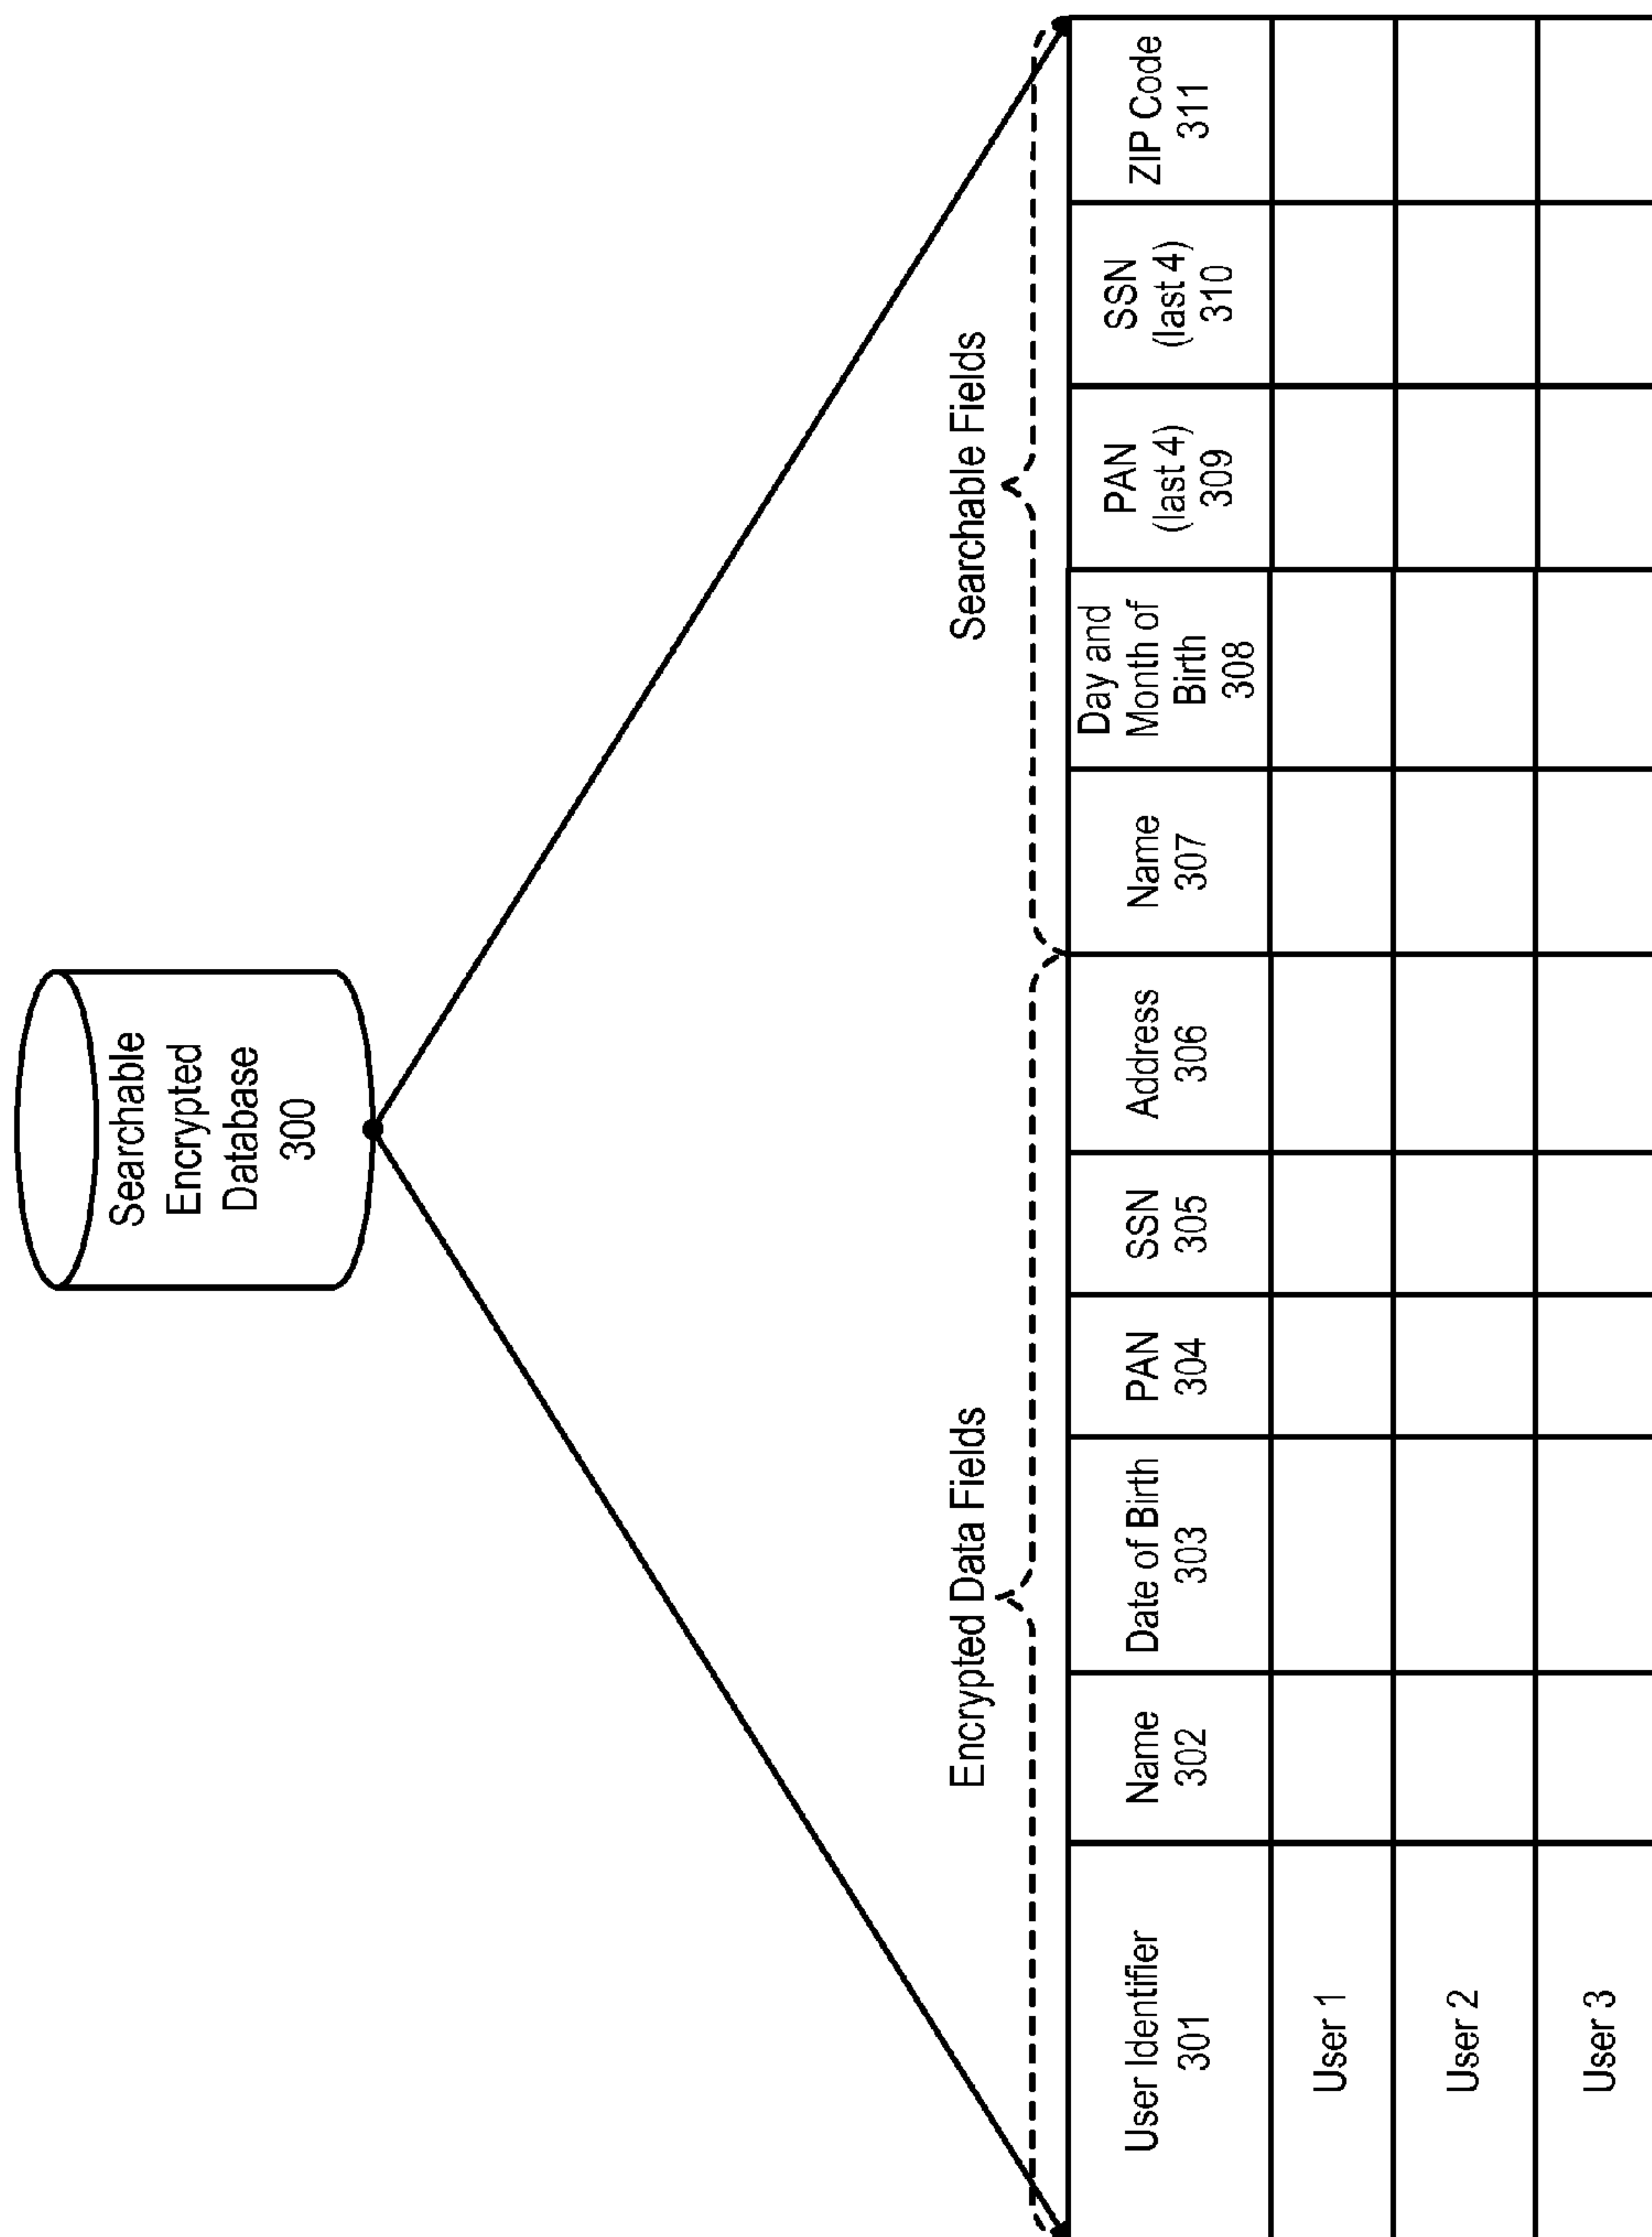 Searchable
Encrypted
Database
300
Encrypted Data Fields
Searchable Fields
User Identifier
301
Name
302
Date of Birth
303
PAN
304
SSN
305
Address
306
Name
307
Day and
Month of
Birth
308
PAN
(last 4)
309
SSN
(last 4)
310
ZIP Code
311
User 1
User 2
User 3